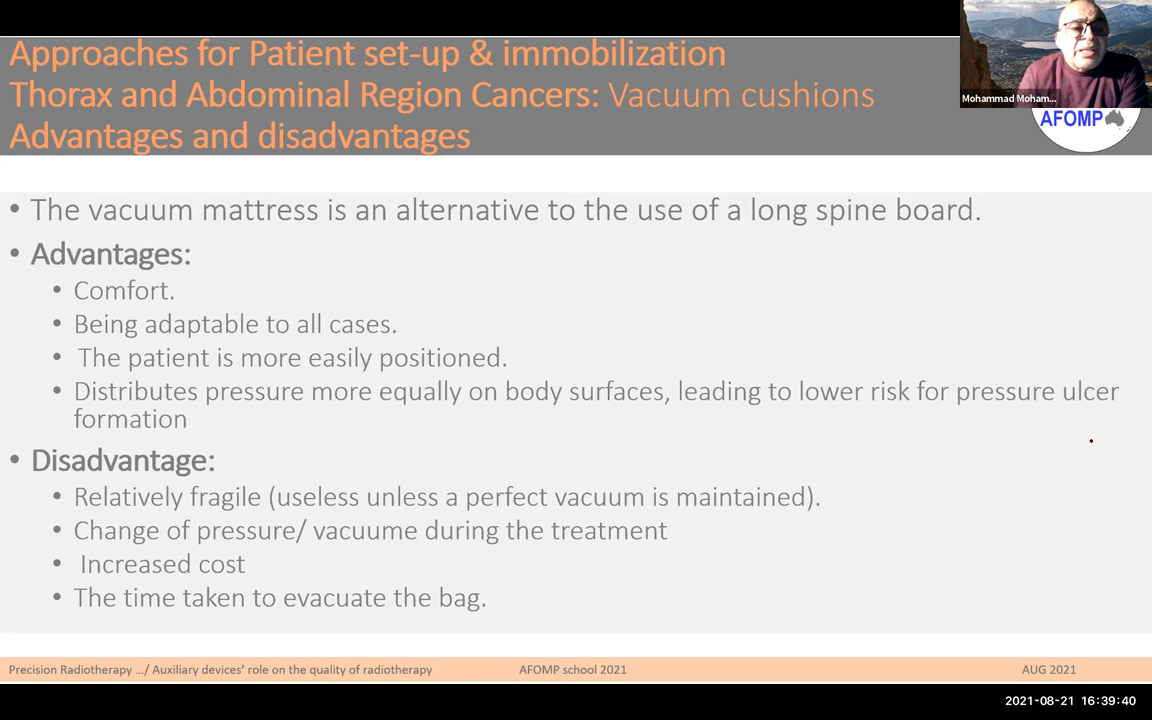 Approaches for Patient set-up & immobilization
Thorax and Abdominal Region Cancers: Vacuum cushions
Advantages and disadvantages
Mohammad Moham...
AFOMP
• The vacuum mattress is an alternative to the use of a long spine board.
• Advantages:
• Comfort.
• Being adaptable to all cases.
• The patient is more easily positioned.
• Distributes pressure more equally on body surfaces, leading to lower risk for pressure ulcer
formation
• Disadvantage:
• Relatively fragile (useless unless a perfect vacuum is maintained).
• Change of pressure/ vacuume during the treatment
• Increased cost
• The time taken to evacuate the bag.
Precision Radiotherapy .../ Auxiliary devices' role on the quality of radiotherapy
AFOMP school 2021
AUG 2021
2021-08-21 16:39:40